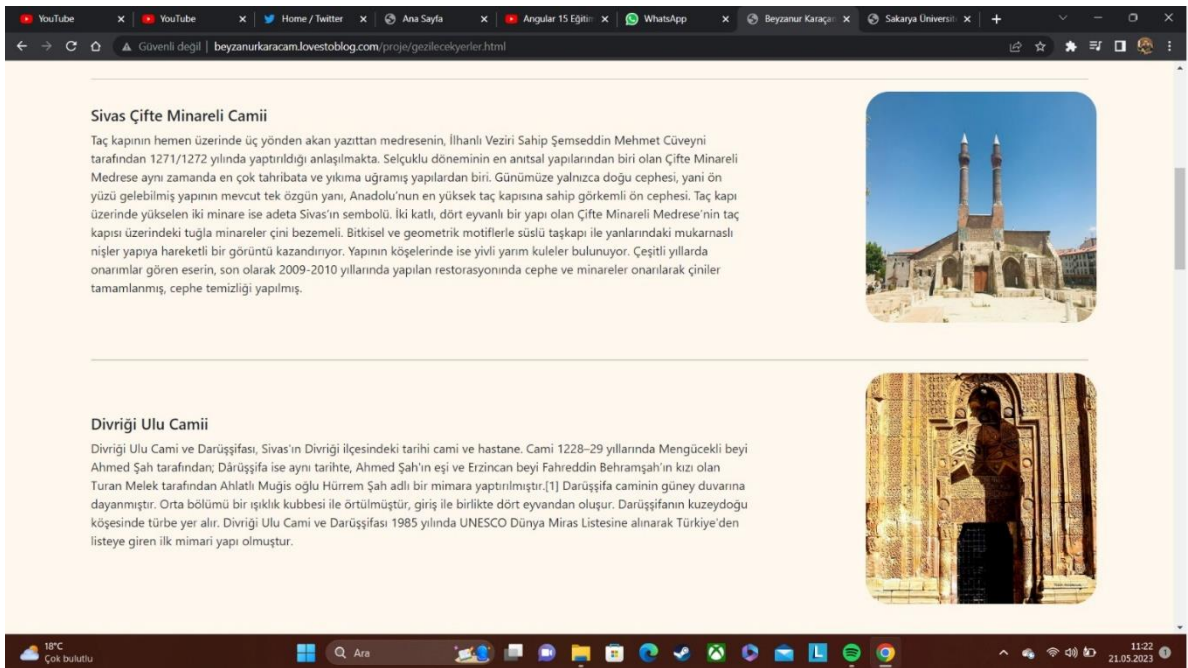 YouTube
YouTube
Home / Twitter
Ana Sayfa
Angular 15 Eğitim
WhatsApp
Beyzanur Karaçam
Sakarya Üniversit
Güvenli değil
beyzanurkaracam.lovestoblog.com/proje/gezilecekyerler.html
Sivas Çifte Minareli Camii
Taç kapının hemen üzerinde üç yönden akan yazıttan medresenin, İlhanlı Veziri Sahip Şemseddin Mehmet Cüveyni
tarafından 1271/1272 yılında yaptırıldığı anlaşılmakta. Selçuklu döneminin en anıtsal yapılarından biri olan Çifte Minareli
Medrese aynı zamanda en çok tahribata ve yıkıma uğramış yapılardan biri. Günümüze yalnızca doğu cephesi, yani ön
yüzü gelebilmiş yapının mevcut tek özgün yanı, Anadolu'nun en yüksek taç kapısına sahip görkemli ön cephesi. Taç kapı
üzerinde yükselen iki minare ise adeta Sivas'ın sembolü. İki katlı, dört eyvanlı bir yapı olan Çifte Minareli Medrese'nin taç
kapısı üzerindeki tuğla minareler çini bezemeli. Bitkisel ve geometrik motiflerle süslü taşkapı ile yanlarındaki mukarnaslı
nişler yapıya hareketli bir görüntü kazandırıyor. Yapının köşelerinde ise yivli yarım kuleler bulunuyor. Çeşitli yıllarda
onarımlar gören eserin, son olarak 2009-2010 yıllarında yapılan restorasyonında cephe ve minareler onarılarak çiniler
tamamlanmış, cephe temizliği yapılmış.
Divriği Ulu Camii
Divriği Ulu Cami ve Darüşşifası, Sivas'ın Divriği ilçesindeki tarihi cami ve hastane. Cami 1228–29 yıllarında Mengücekli beyi
Ahmed Şah tarafından; Dârüşşifa ise aynı tarihte, Ahmed Şah'ın eşi ve Erzincan beyi Fahreddin Behramşah'ın kızı olan
Turan Melek tarafından Ahlatlı Muğis oğlu Hürrem Şah adlı bir mimara yaptırılmıştır.[1] Darüşşifa caminin güney duvarına
dayanmıştır. Orta bölümü bir ışıklık kubbesi ile örtülmüştür, giriş ile birlikte dört eyvandan oluşur. Darüşşifanın kuzeydoğu
köşesinde türbe yer alır. Divriği Ulu Cami ve Darüşşifası 1985 yılında UNESCO Dünya Miras Listesine alınarak Türkiye'den
listeye giren ilk mimari yapı olmuştur.
18°C
Çok bulutlu
Ara
L
11:22
21.05.2023